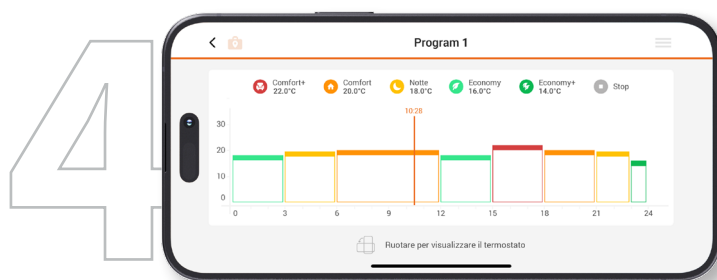 4
Program 1
Comfort+
22.0°C
Comfort
20.0°C
Notte
18.0°C
Economy
16.0°C
Economy+
14.0°C
Stop
10:28
30
20
10
0
0 3 6 9 12 15 18 21 24
Ruotare per visualizzare il termostato